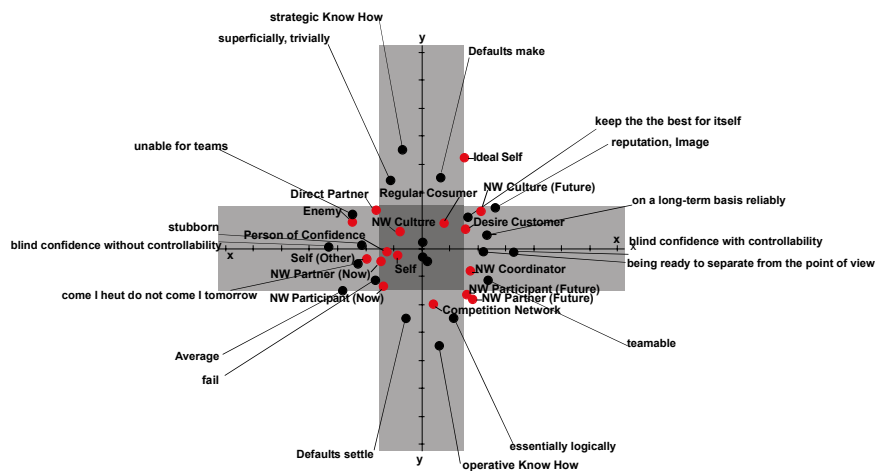 strategic Know How
y
superficially, trivially
Defaults make
keep the the best for itself
reputation, Image
unable for teams
Ideal Self
Direct Partner
Regular Cosumer
NW Culture (Future)
on a long-term basis reliably
Enemy
NW Culture
Desire Customer
stubborn
Person of Confidence
x
blind confidence with controllability
blind confidence without controllability
x
x
Self (Other)
Self
being ready to separate from the point of view
NW Partner (Now)
NW Coordinator
come I heut do not come I tomorrow
NW Participant (Now)
NW Participant (Future)
NW Partner (Future)
Competition Network
Average
teamable
fail
Defaults settle
essentially logically
y
operative Know How